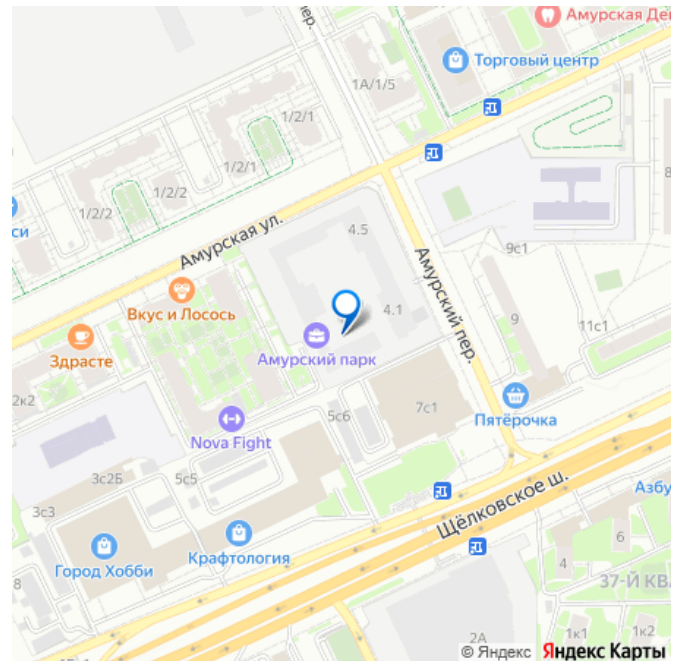 Амурская Де
Торговый центр
пер.
1А/1/5
1/2/1
1/2/1
1/2/2
1/2/2
си
8
Амурская ул.
4.5
Амурский пер.
9с1
Вкус и Лосось
4.1
9
11с1
Здрасте
Амурский парк
2к2
5с6
7с1
Пятёрочка
Nova Fight
3с2Б
5с5
3с3
Щёлковское ш.
Азбу
Город Хобби
Крафтология
8
4
6
37-Й КВА
2А
1к1
1к2
© Яндекс Яндекс Карты